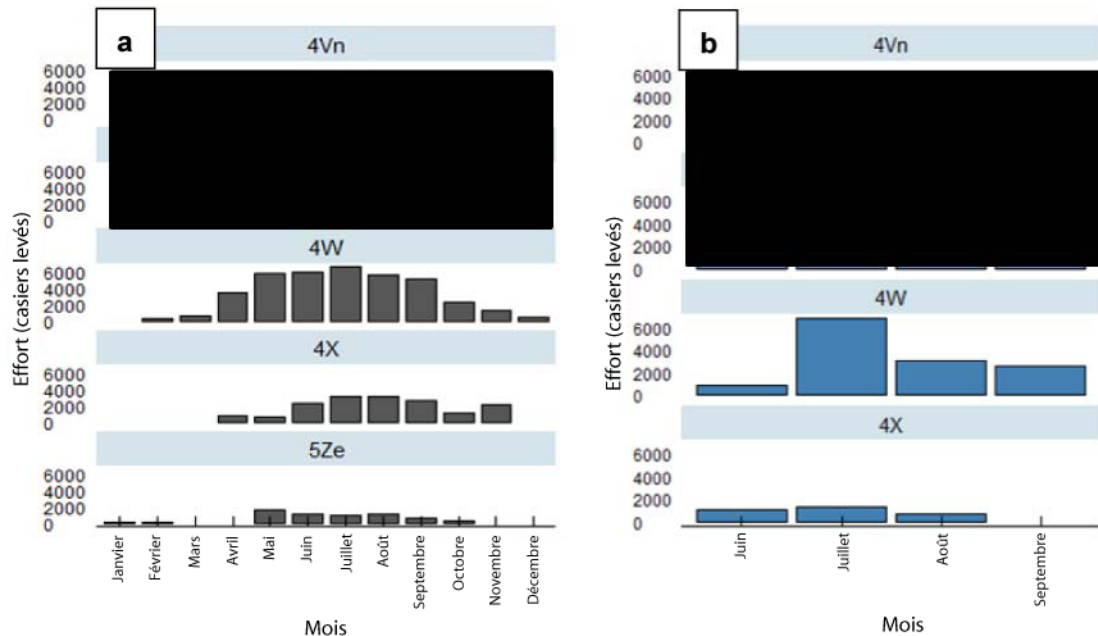 a
4Vn
6000
4000
2000
0
6000
4000
2000
0
4W
6000
4000
2000
0
4X
6000
4000
2000
0
5Ze
6000
4000
2000
0
Effort (casiers levés)
Janvier
Février
Mars
Avril
Mai
Juin
Juillet
Août
Septembre
Octobre
Novembre
Décembre
Mois
b
4Vn
6000
4000
2000
0
6000
4000
2000
0
4W
6000
4000
2000
0
4X
6000
4000
2000
0
Effort (casiers levés)
Juin
Juillet
Août
Septembre
Mois